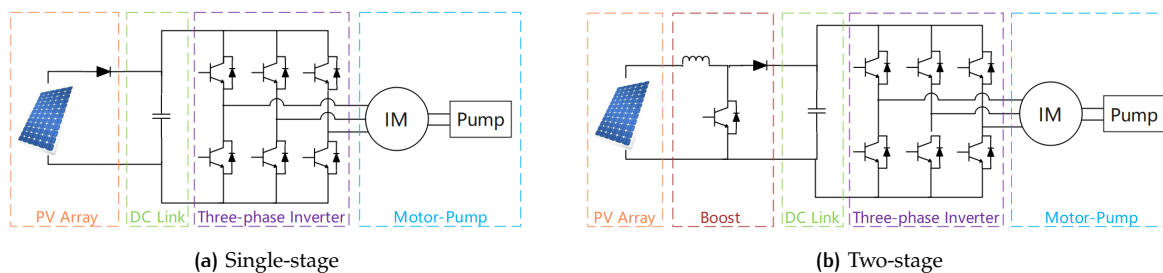 IM
Pump
PV Array
DC Link
Three-phase Inverter
Motor-Pump
(a) Single-stage
IM
Pump
PV Array
Boost
DC Link
Three-phase Inverter
Motor-Pump
(b) Two-stage